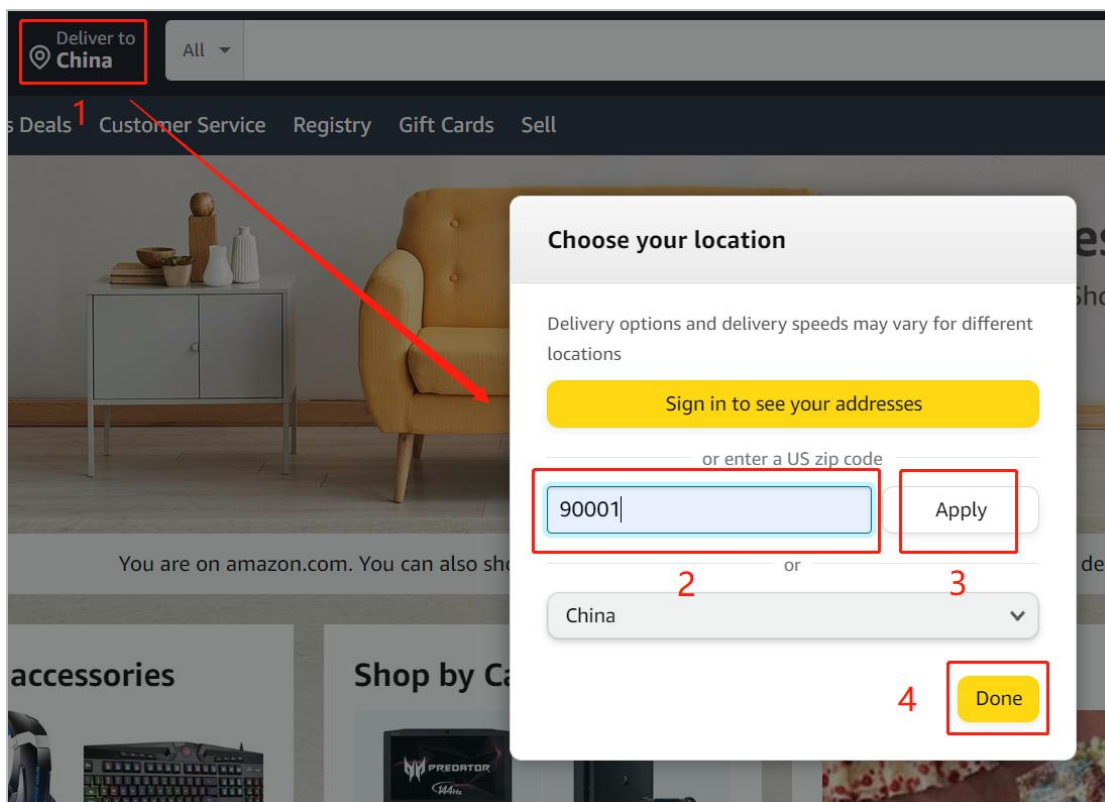 Deliver to
China
All
1
s Deals Customer Service Registry Gift Cards Sell
Choose your location
Delivery options and delivery speeds may vary for different
locations
Sign in to see your addresses
or enter a US zip code
90001
Apply
2
3
You are on amazon.com. You can also sho
de
or
China
accessories
Shop by Ca
4
Done
PREDATOR
144Hz